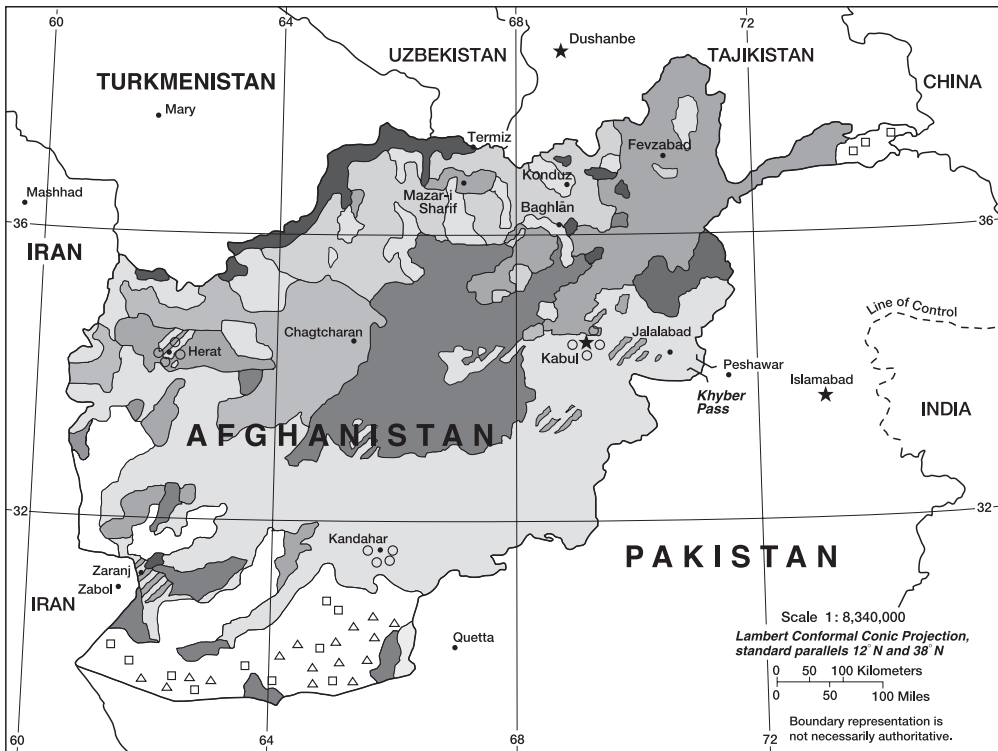 60
64
68
72
Dushanbe
UZBEKISTAN
TAJIKISTAN
TURKMENISTAN
CHINA
Mary
Termiz
Fevzabad
Konduz
Mashhad
Mazar-i
Sharif
Baghlān
36
36
IRAN
Line of Control
Chagtcharan
Herat
Kabul
Jalalabad
Peshawar
Islamabad
Khyber
Pass
INDIA
AFGHANISTAN
32
32
Kandahar
PAKISTAN
Zaranj
Zabol
IRAN
Quetta
Scale 1: 8,340,000
Lambert Conformal Conic Projection,
standard parallels 12°N and 38°N
0 50 100 Kilometers
0 50 100 Miles
Boundary representation is
not necessarily authoritative.
60
64
68
72